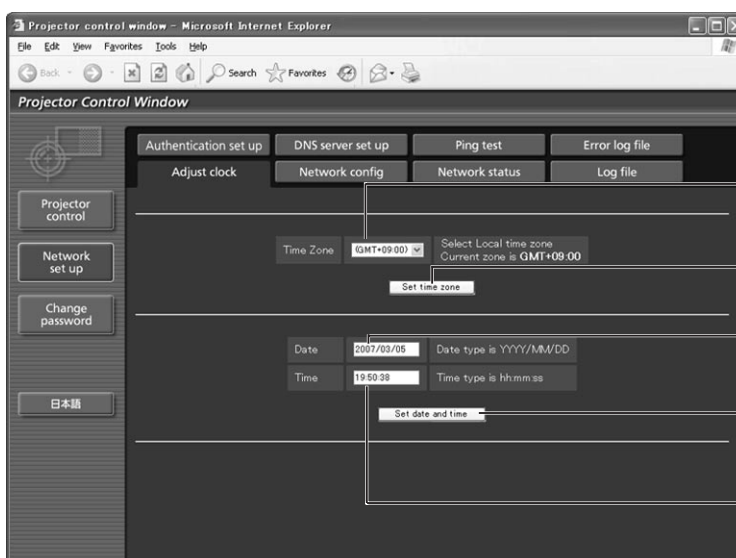 Projector control window - Microsoft Internet Explorer
File Edit View Favorites Tools Help
Back Search Favorites
Projector Control Window
Authentication set up DNS server set up Ping test Error log file
Adjust clock Network config Network status Log file
Projector
control
Network
set up
Change
password
日本語
Time Zone (GMT+09:00) Select Local time zone
Current zone is GMT+09:00
Set time zone
Date 2007/03/05 Date type is YYYY/MM/DD
Time 19:50:38 Time type is hh:mm:ss
Set date and time